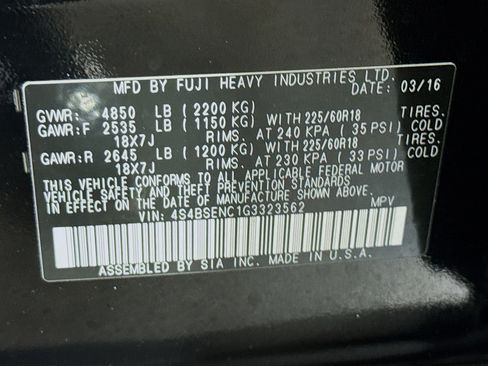 MFD BY FUJI HEAVY INDUSTRIES LTD.
DATE: 03/16
GVWR: 4850 LB (2200 KG)
GAWR:F 2535 LB (1150 KG) WITH 225/60R18 TIRES.
18X7J RIMS. AT 240 KPA (35 PSI) COLD
GAWR:R 2645 LB (1200 KG) WITH 225/60R18 TIRES.
18X7J RIMS. AT 230 KPA (33 PSI) COLD
THIS VEHICLE CONFORMS TO ALL APPLICABLE FEDERAL MOTOR
VEHICLE SAFETY AND THEFT PREVENTION STANDARDS
IN EFFECT ON THE DATE OF MANUFACTURE SHOWN ABOVE.
VIN: 4S4BSENC1G3323562 MPV
ASSEMBLED BY SIA INC. MADE IN U.S.A.